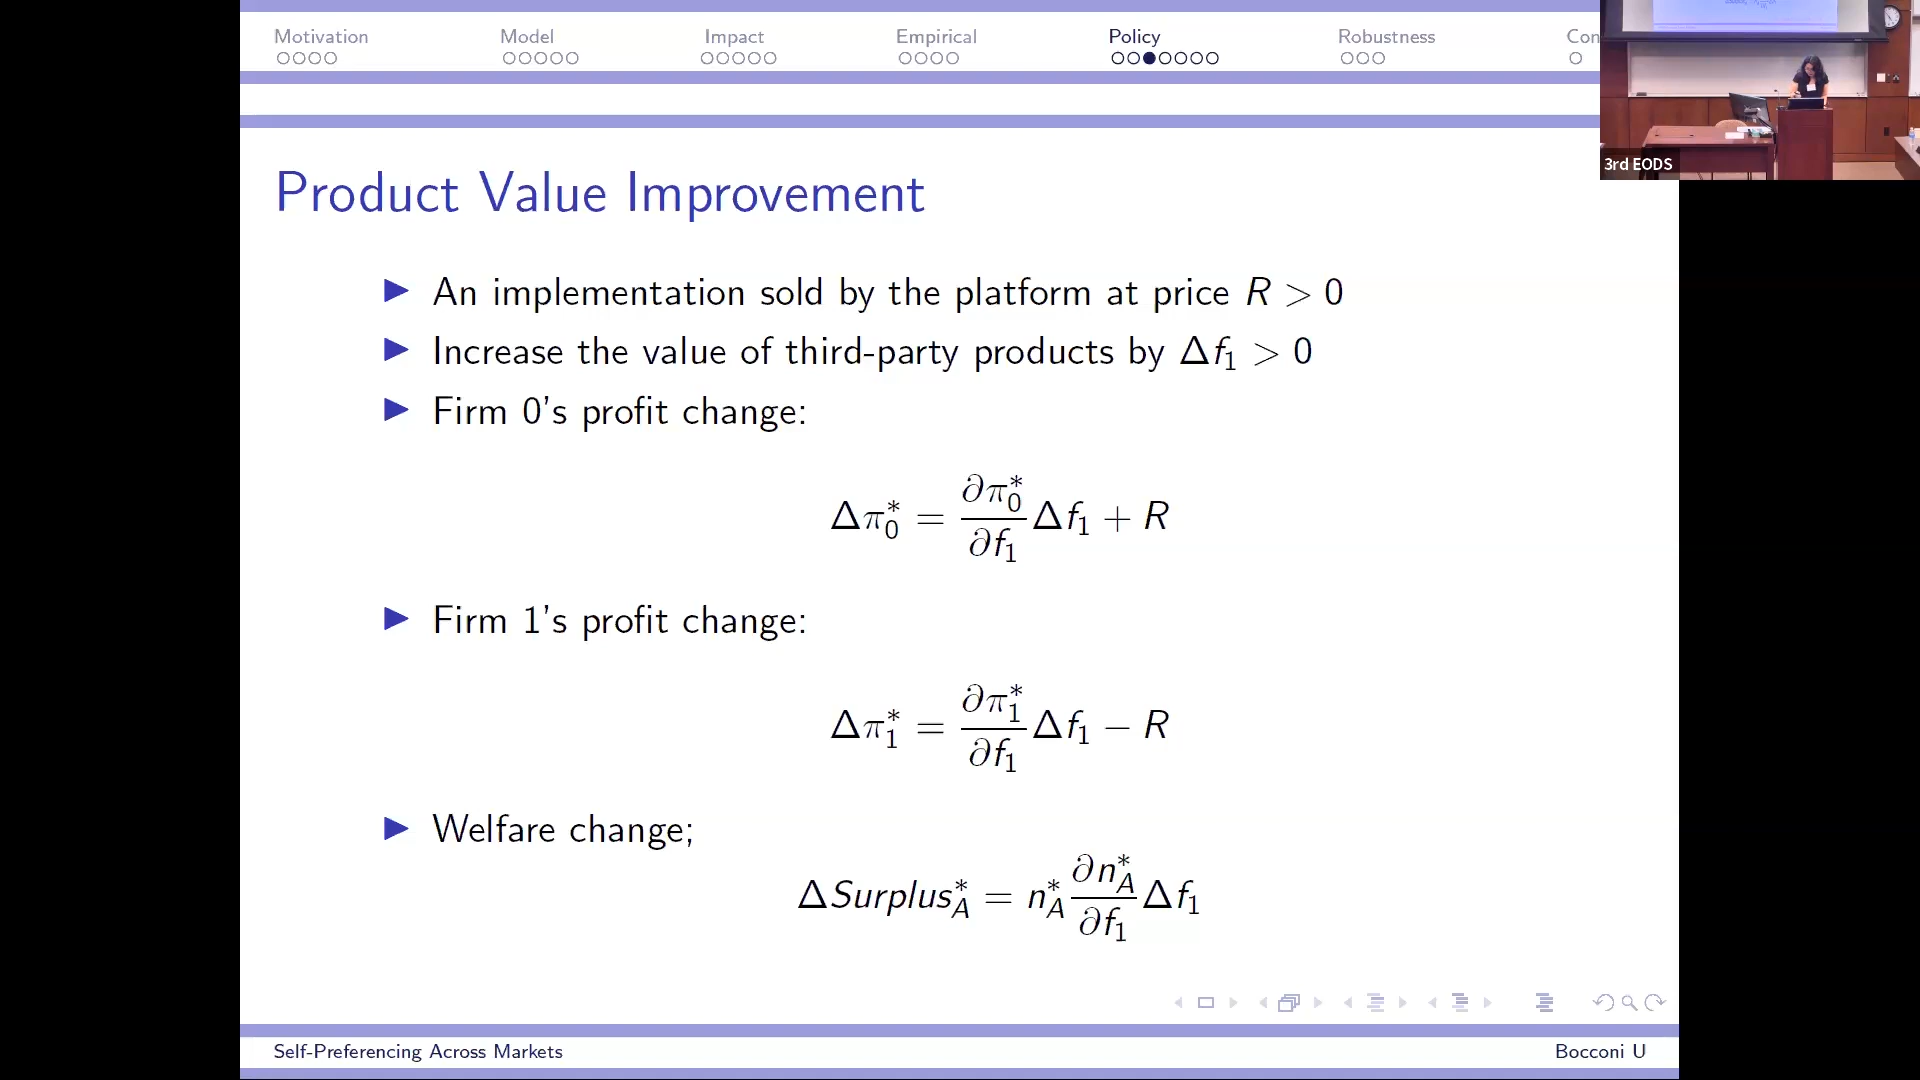 Motivation Model Impact Empirical Policy Robustness Con
3rd EODS
Product Value Improvement
An implementation sold by the platform at price R > 0
Increase the value of third-party products by Δf₁ > 0
Firm 0's profit change:
Δπ₀* = ∂π₀*/∂f₁ Δf₁ + R
Firm 1's profit change:
Δπ₁* = ∂π₁*/∂f₁ Δf₁ − R
Welfare change;
ΔSurplus*_A = n*_A ∂n*_A/∂f₁ Δf₁
Self-Preferencing Across Markets Bocconi U